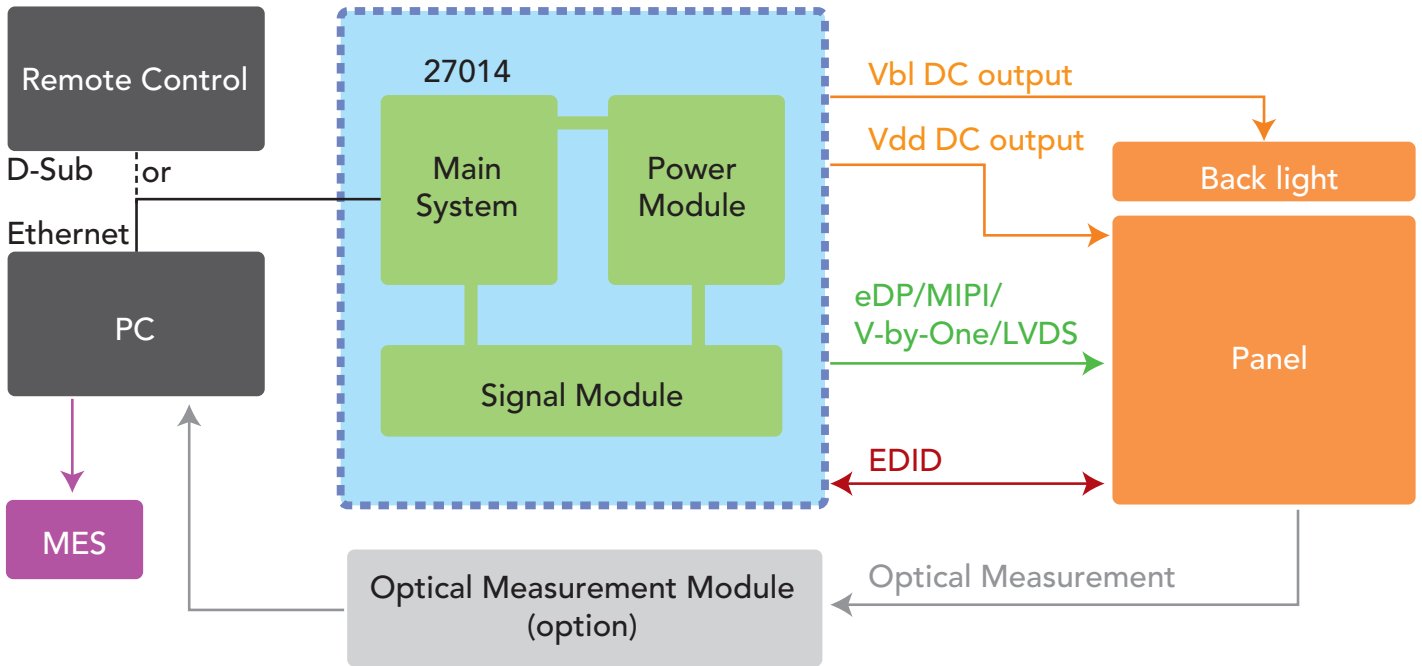 Remote Control
D-Sub
or
Ethernet
PC
MES
27014
Main
System
Power
Module
Signal Module
Vbl DC output
Vdd DC output
Back light
eDP/MIPI/
V-by-One/LVDS
Panel
EDID
Optical Measurement
Optical Measurement Module
(option)